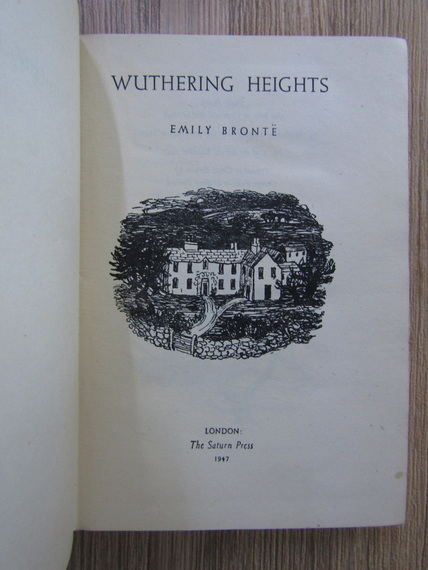 WUTHERING HEIGHTS
EMILY BRONTË
LONDON:
The Saturn Press
1947